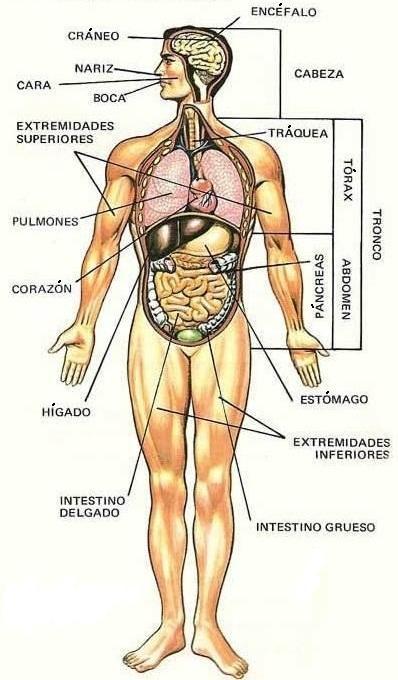 ENCÉFALO
CRÁNEO
NARIZ
CARA
BOCA
CABEZA
EXTREMIDADES
SUPERIORES
TRÁQUEA
TÓRAX
TRONCO
PULMONES
CORAZÓN
PÁNCREAS
ABDOMEN
HÍGADO
ESTÓMAGO
EXTREMIDADES
INFERIORES
INTESTINO
DELGADO
INTESTINO GRUESO